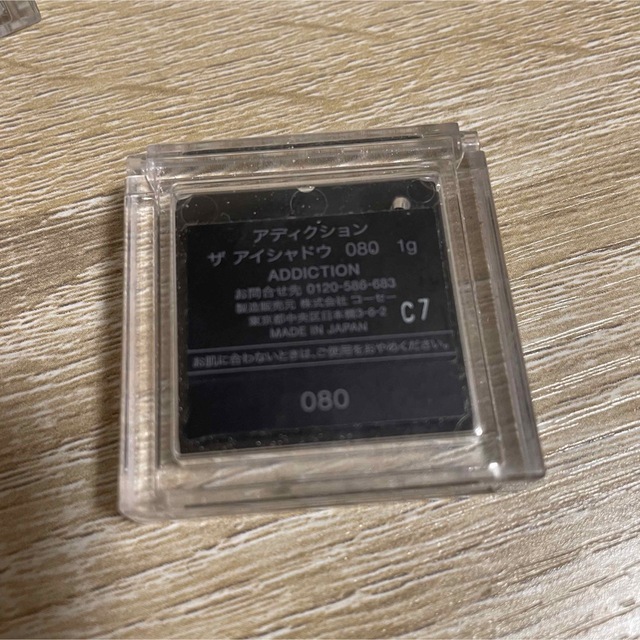 アディクション
ザ アイシャドウ 080 1g
ADDICTION
お問合せ先 0120-586-683
製造販売元 株式会社 コーセー
東京都中央区日本橋3-6-2
MADE IN JAPAN
C7
お肌に合わないときは、ご使用をおやめください。
080